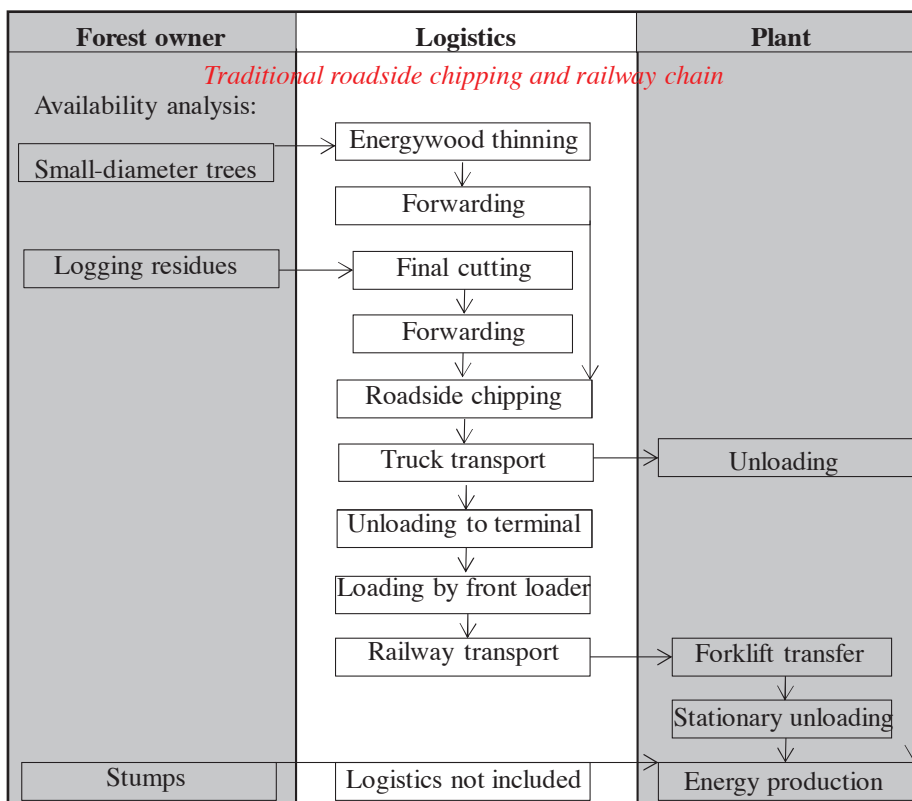 Forest owner
Logistics
Plant
Traditional roadside chipping and railway chain
Availability analysis:
Energywood thinning
Small-diameter trees
Forwarding
Logging residues
Final cutting
Forwarding
Roadside chipping
Truck transport
Unloading
Unloading to terminal
Loading by front loader
Railway transport
Forklift transfer
Stationary unloading
Stumps
Logistics not included
Energy production